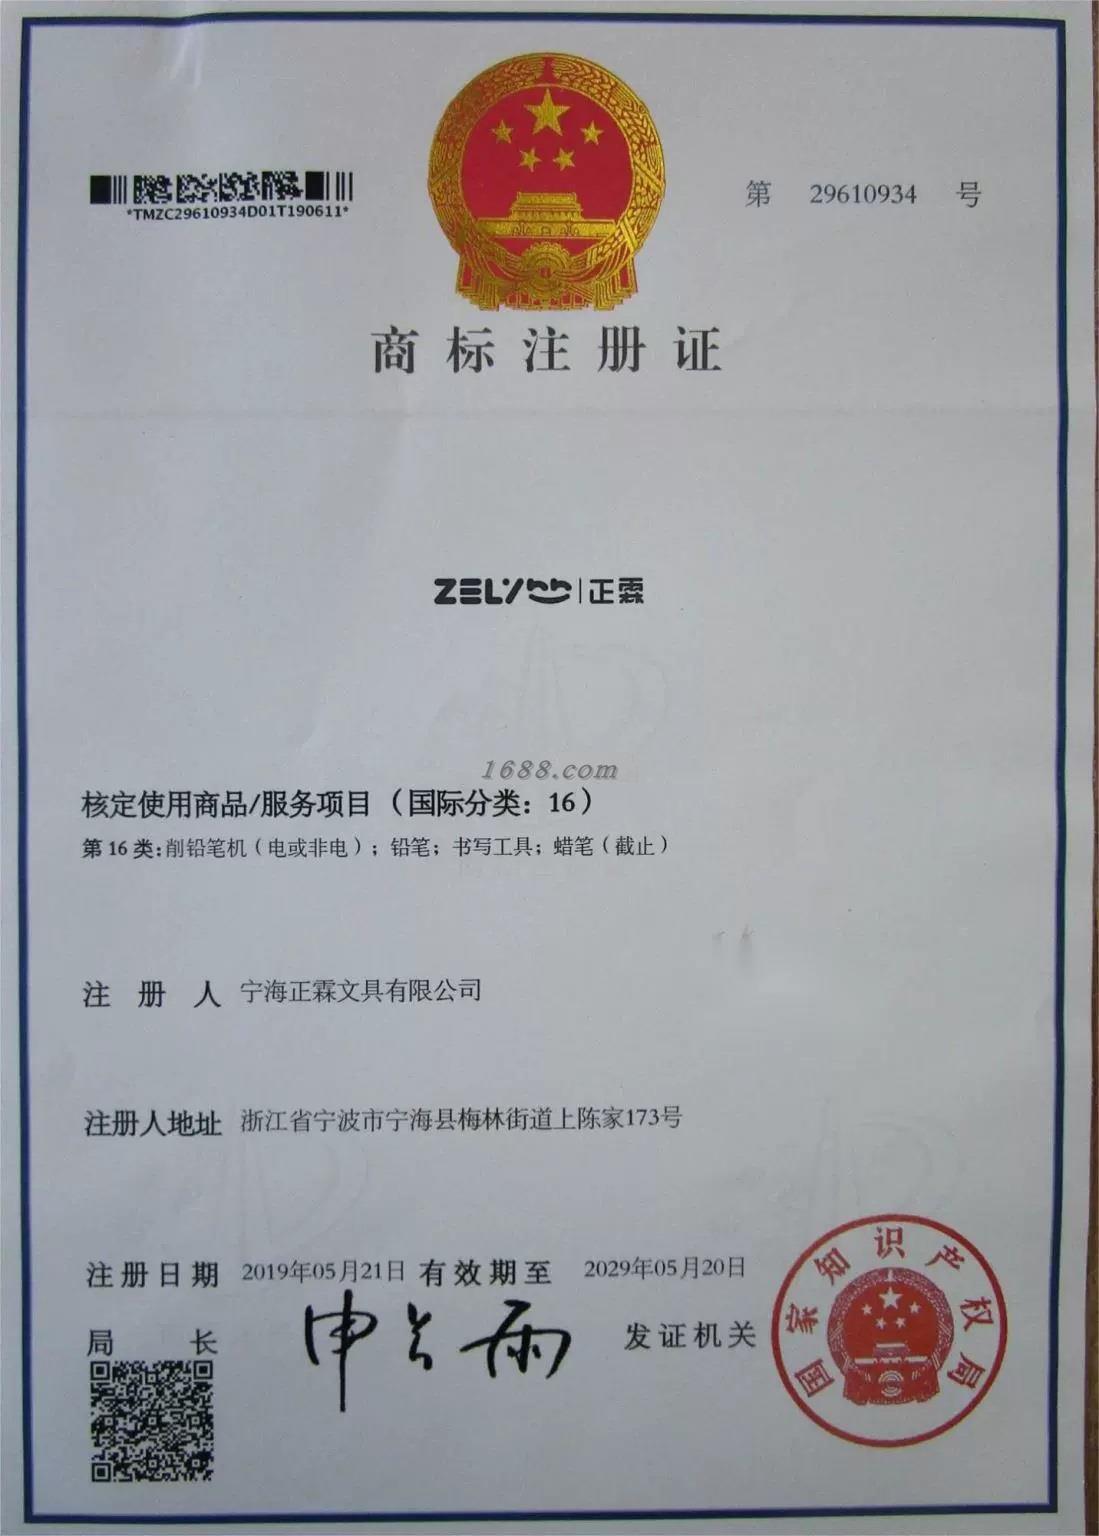 *TMZC29610934D01T190611*
第 29610934 号
商标注册证
ZELY 正霖
1688.com
核定使用商品/服务项目（国际分类：16）
第 16 类:削铅笔机（电或非电）；铅笔；书写工具；蜡笔（截止）
注册人 宁海正霖文具有限公司
注册人地址 浙江省宁波市宁海县梅林街道上陈家173号
注册日期 2019年05月21日 有效期至 2029年05月20日
局长 申长雨 发证机关
国家知识产权局